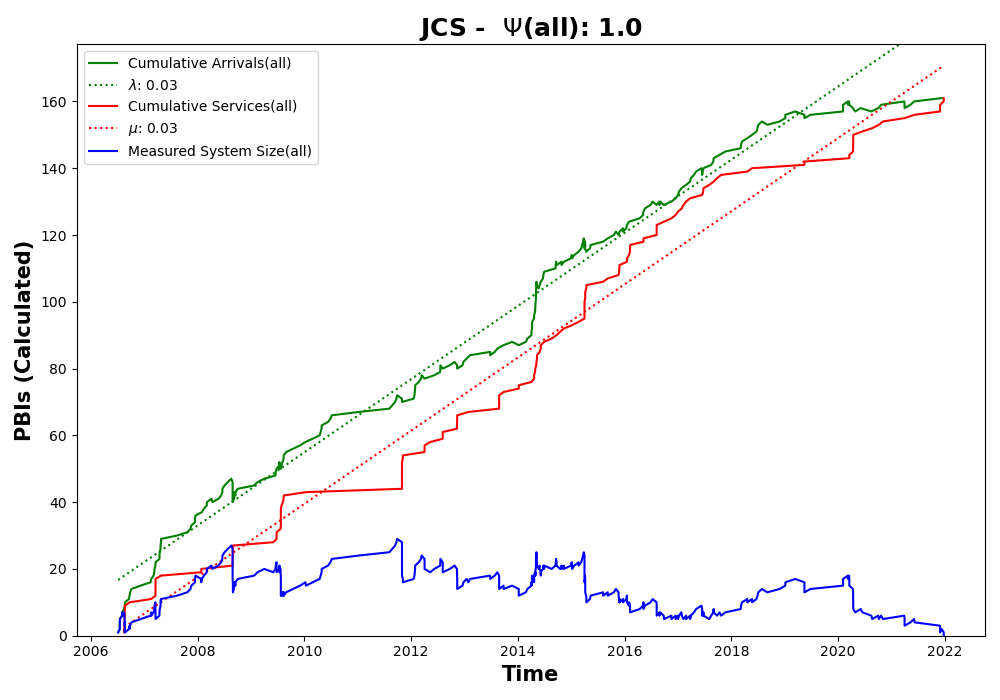 JCS -  Ψ(all): 1.0
Cumulative Arrivals(all)
λ: 0.03
Cumulative Services(all)
μ: 0.03
Measured System Size(all)
PBIs (Calculated)
160
140
120
100
80
60
40
20
0
2006 2008 2010 2012 2014 2016 2018 2020 2022
Time